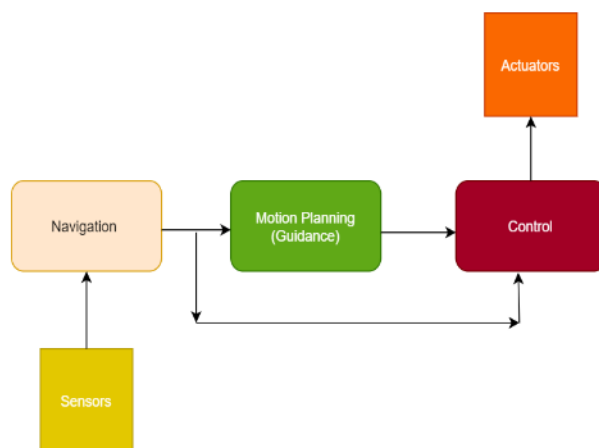 Actuators
Navigation
Motion Planning
(Guidance)
Control
Sensors